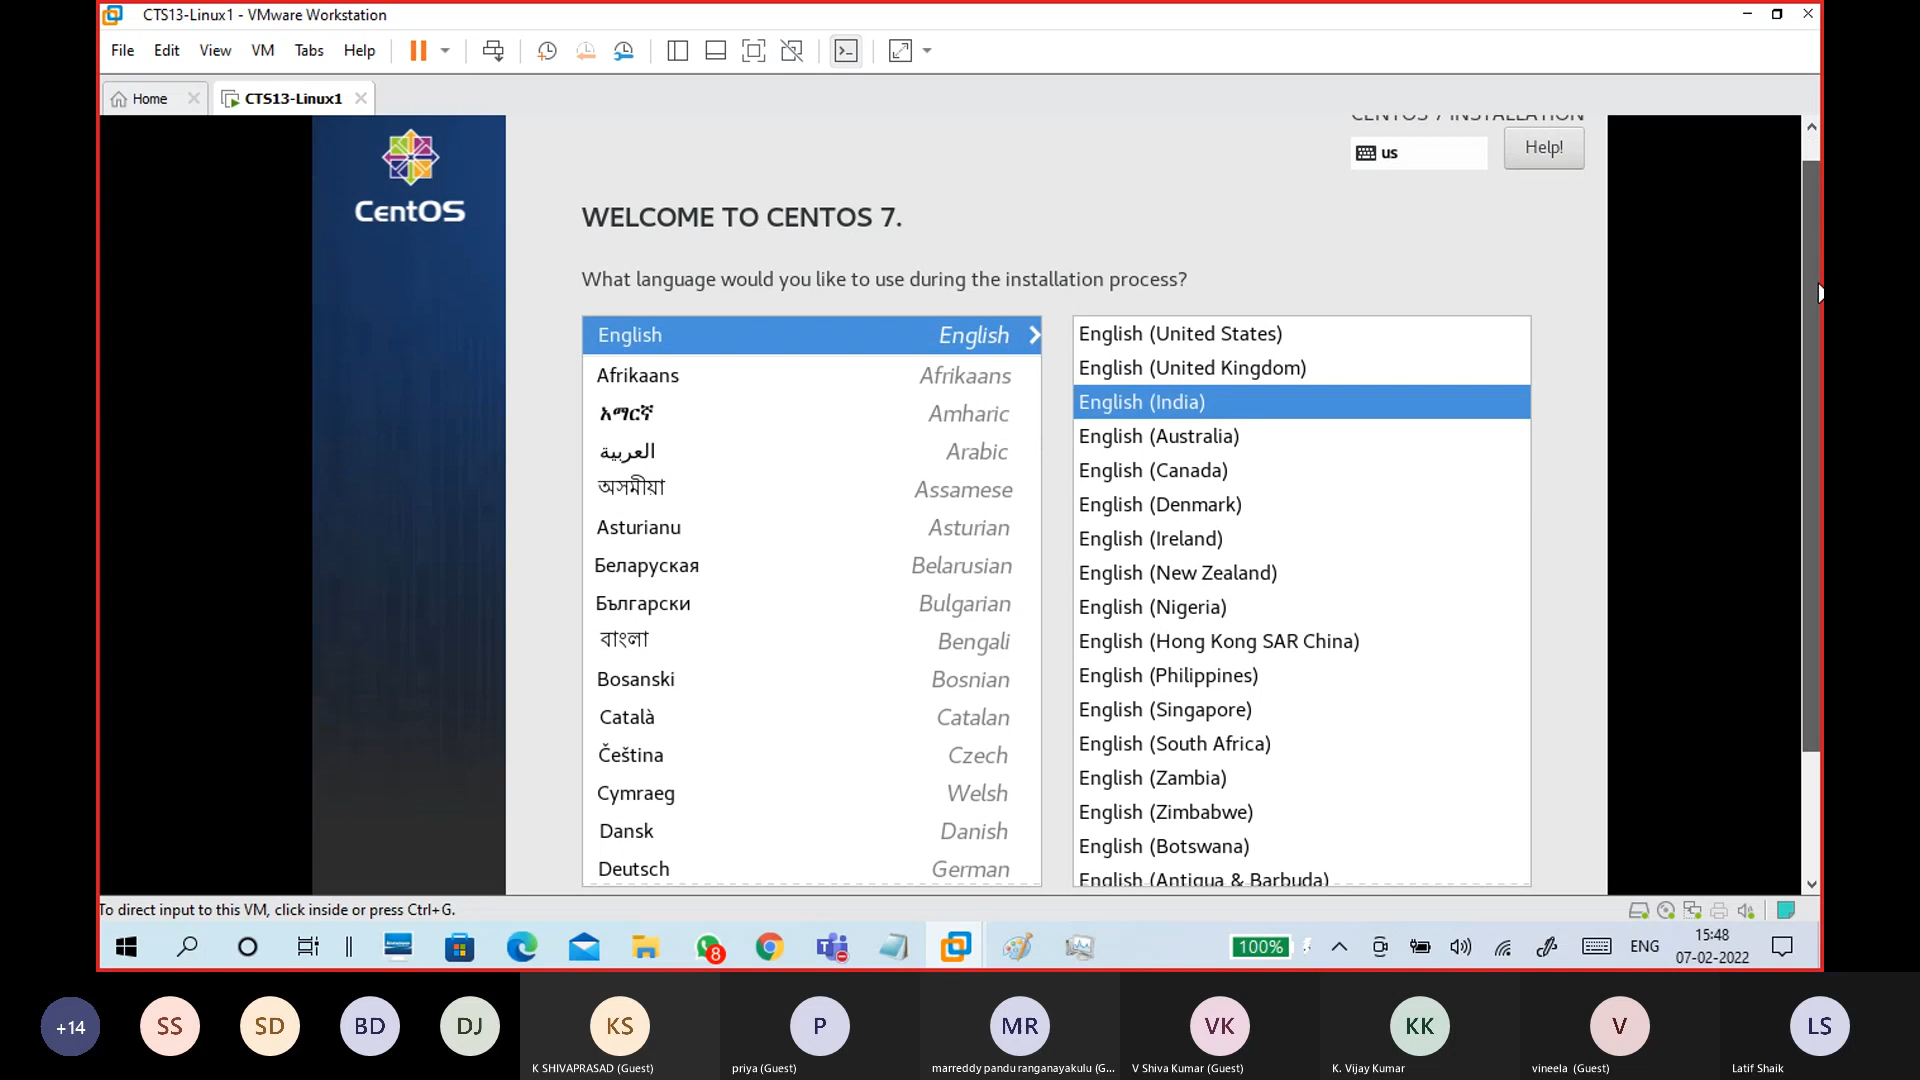 CTS13-Linux1 - VMware Workstation
File Edit View VM Tabs Help
Home
CTS13-Linux1
CENTOS 7 INSTALLATION
us
Help!
CentOS
WELCOME TO CENTOS 7.
What language would you like to use during the installation process?
English English
Afrikaans Afrikaans
አማርኛ Amharic
العربية Arabic
অসমীয়া Assamese
Asturianu Asturian
Беларуская Belarusian
Български Bulgarian
বাংলা Bengali
Bosanski Bosnian
Català Catalan
Čeština Czech
Cymraeg Welsh
Dansk Danish
Deutsch German
English (United States)
English (United Kingdom)
English (India)
English (Australia)
English (Canada)
English (Denmark)
English (Ireland)
English (New Zealand)
English (Nigeria)
English (Hong Kong SAR China)
English (Philippines)
English (Singapore)
English (South Africa)
English (Zambia)
English (Zimbabwe)
English (Botswana)
English (Antigua & Barbuda)
To direct input to this VM, click inside or press Ctrl+G.
8
100%
ENG
15:48
07-02-2022
+14
SS
SD
BD
DJ
KS
P
MR
VK
KK
V
LS
K SHIVAPRASAD (Guest)
priya (Guest)
marreddy pandu ranganayakulu (G...
V Shiva Kumar (Guest)
K. Vijay Kumar
vineela (Guest)
Latif Shaik